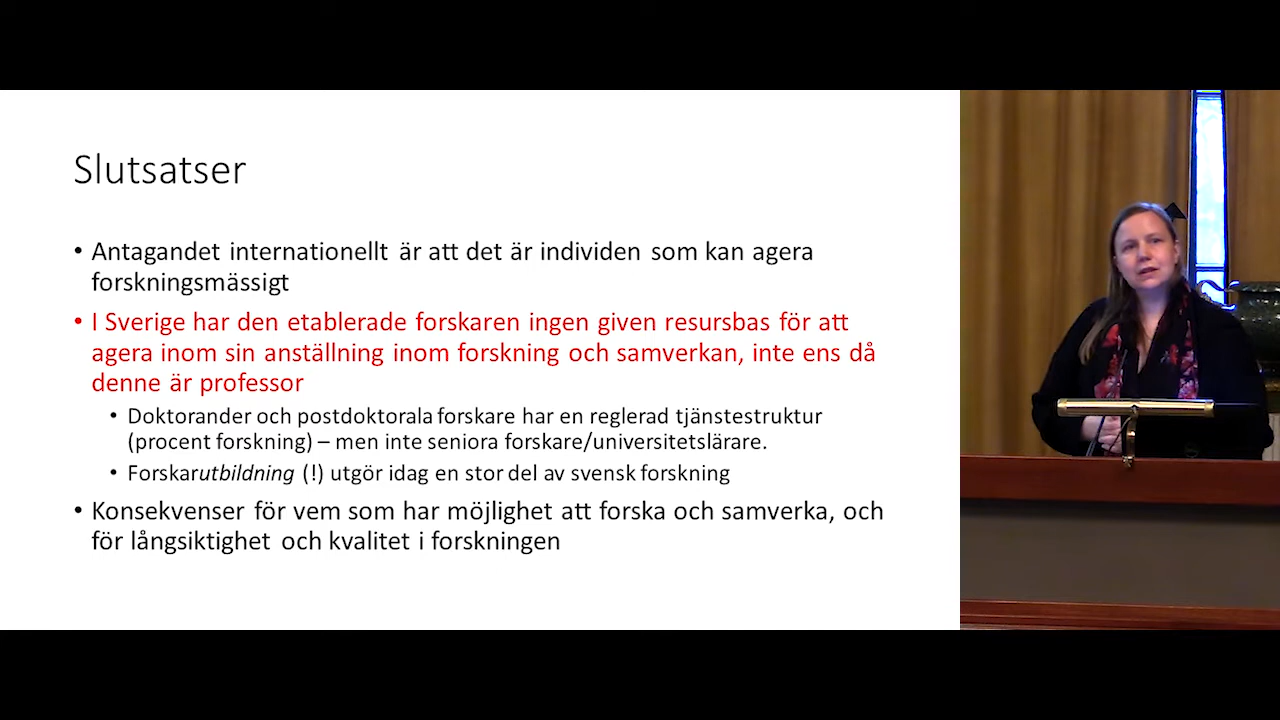 Slutsatser
• Antagandet internationellt är att det är individen som kan agera
forskningsmässigt
• I Sverige har den etablerade forskaren ingen given resursbas för att
agera inom sin anställning inom forskning och samverkan, inte ens då
denne är professor
• Doktorander och postdoktorala forskare har en reglerad tjänstestruktur
(procent forskning) – men inte seniora forskare/universitetslärare.
• Forskarutbildning (!) utgör idag en stor del av svensk forskning
• Konsekvenser för vem som har möjlighet att forska och samverka, och
för långsiktighet och kvalitet i forskningen